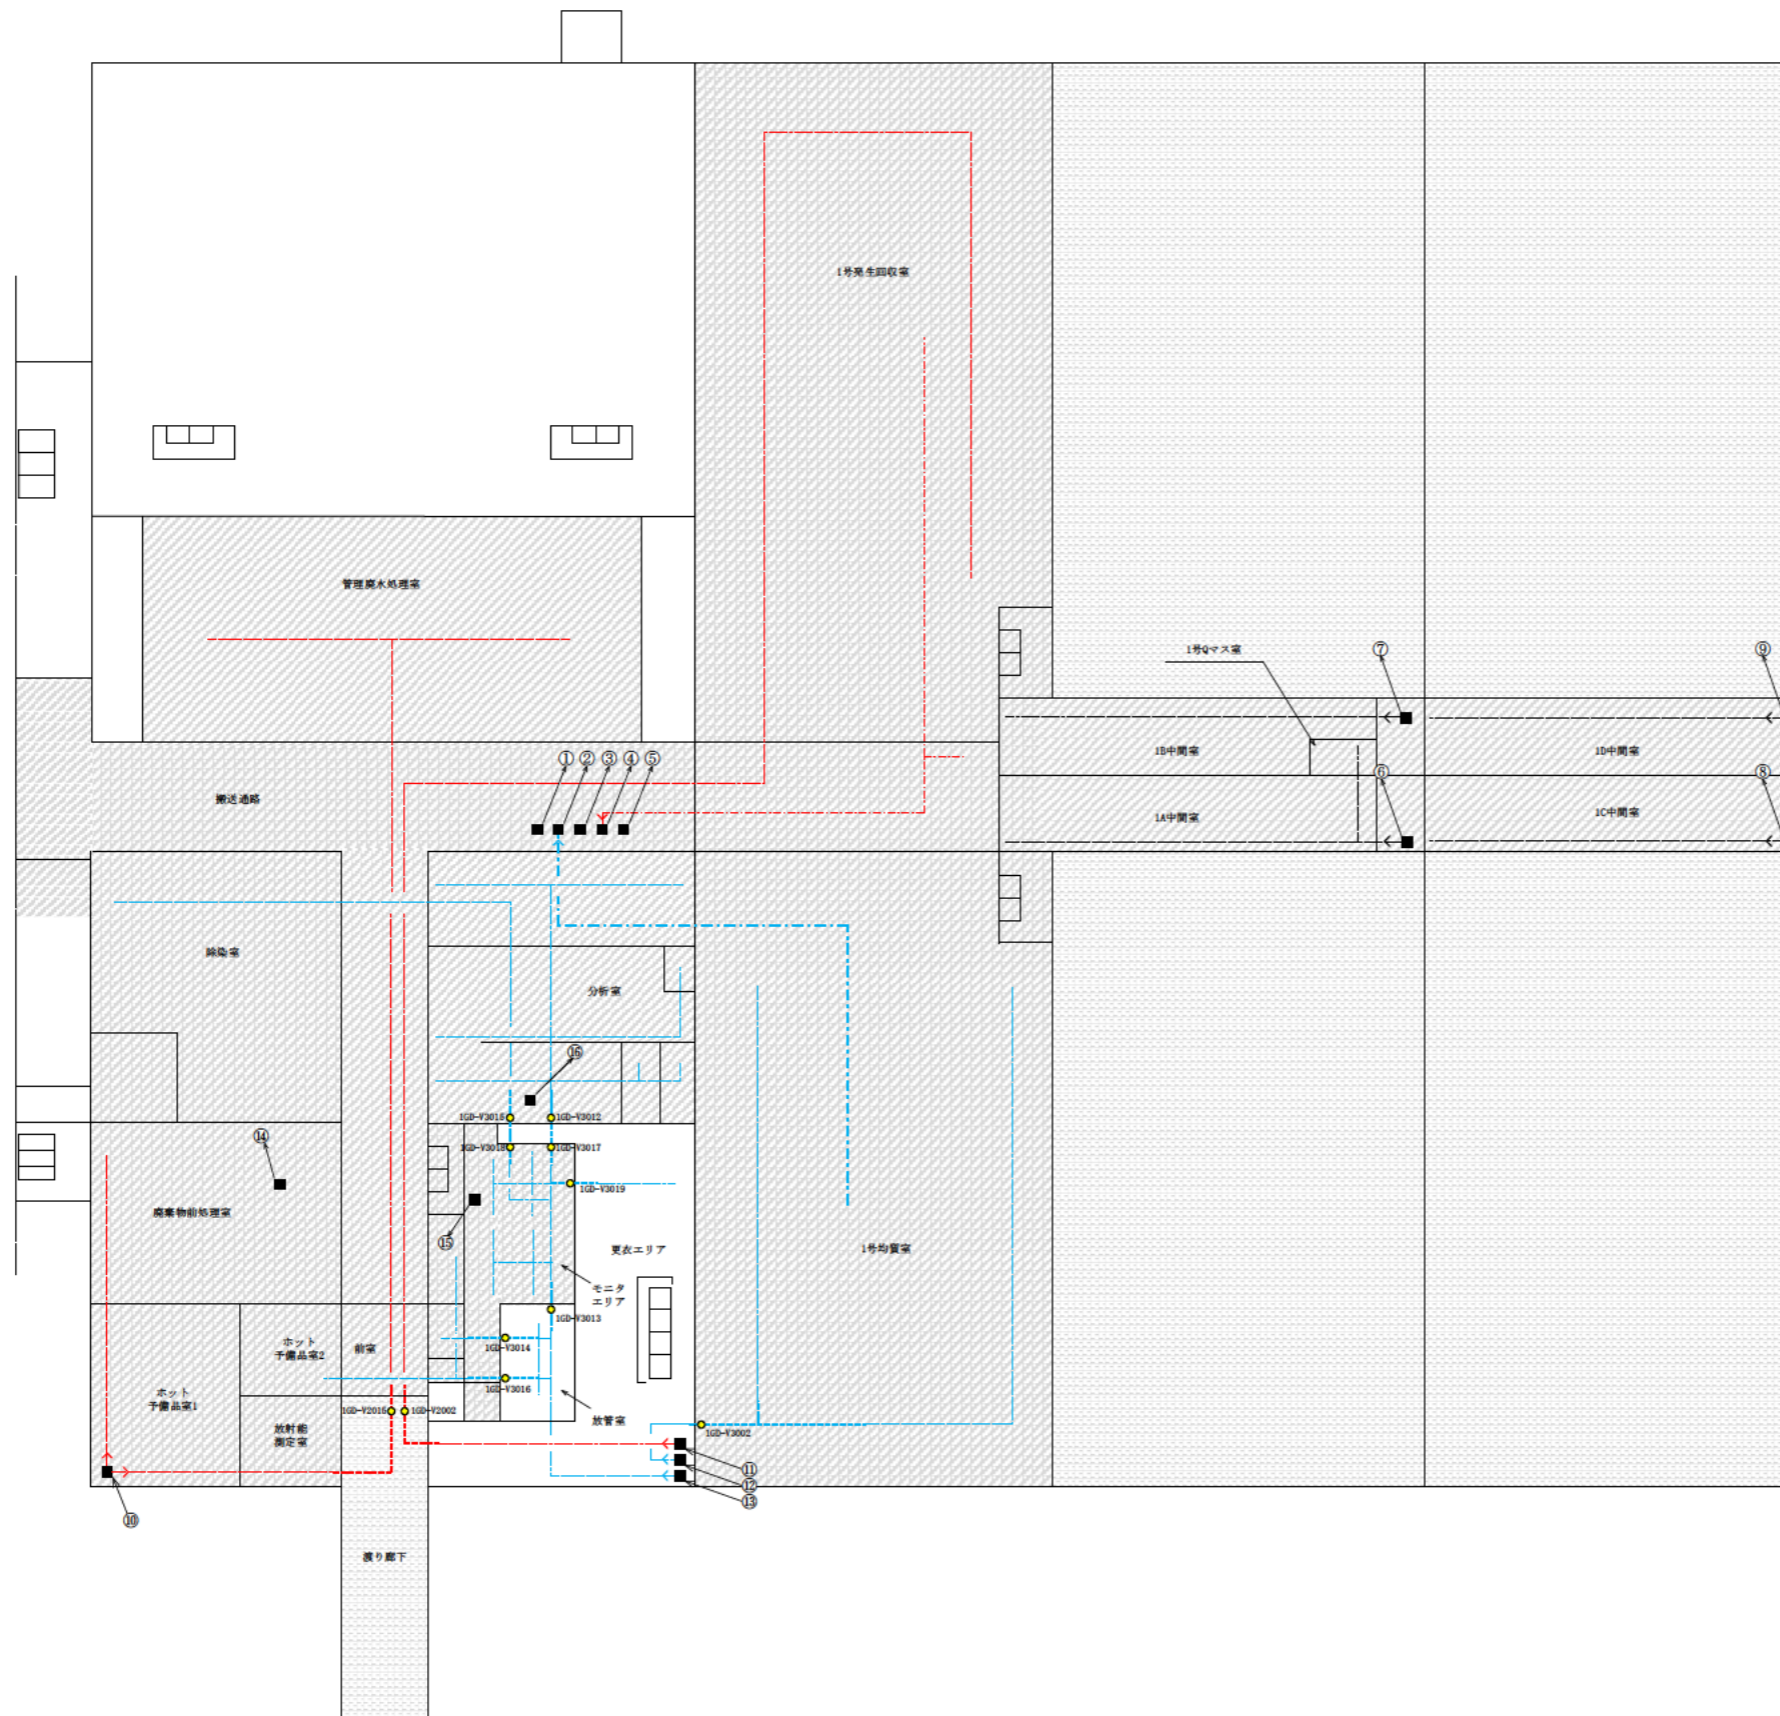 1号発生回収室
管理廃水処理室
1号Qマス室
⑦
⑨
① ② ③ ④ ⑤
1B中間室
1D中間室
⑥
⑧
搬送通路
1A中間室
1C中間室
除染室
分析室
⑯
1GD-V3015
1GD-V3012
⑭
1GD-V3018
1GD-V3017
1GD-V3019
廃棄物前処理室
⑮
更衣エリア
1号均質室
モニタ
エリア
1GD-V3013
ホット
予備品室2
前室
1GD-V3014
1GD-V3016
ホット
予備品室1
1GD-V2015
1GD-V2002
放管室
1GD-V3002
放射能
測定室
⑪
⑫
⑬
⑩
渡り廊下